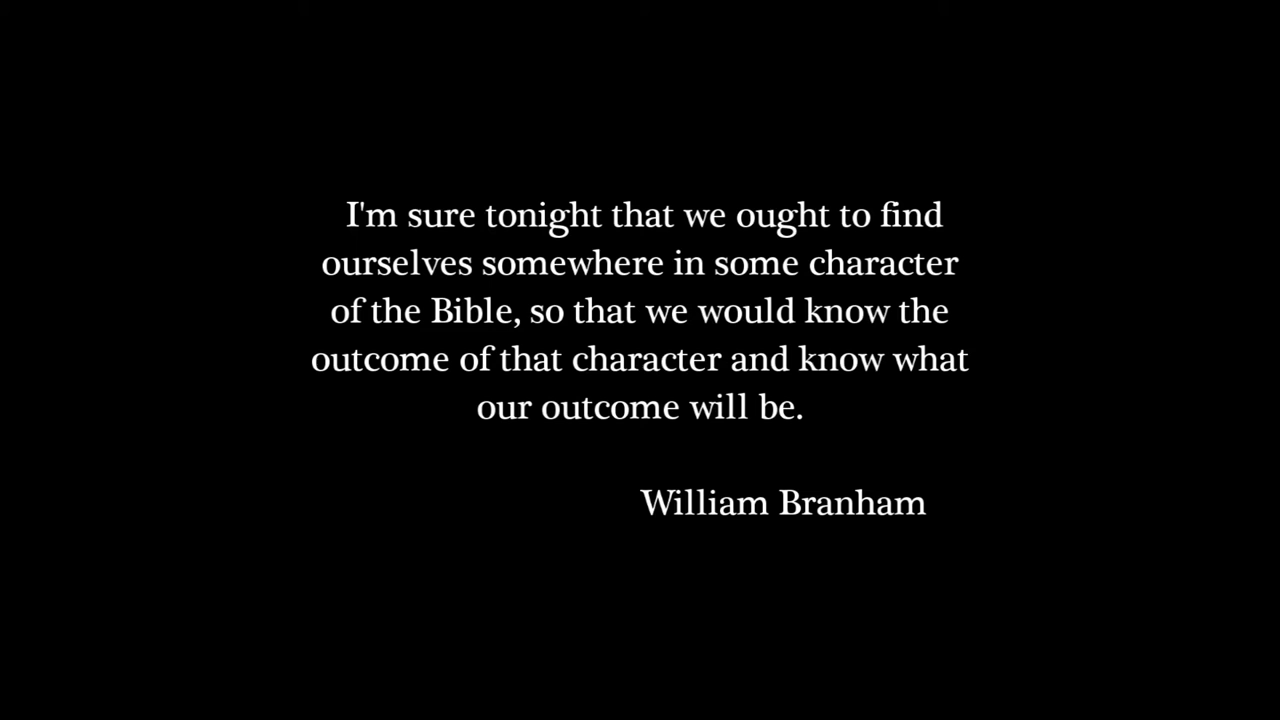 I'm sure tonight that we ought to find
ourselves somewhere in some character
of the Bible, so that we would know the
outcome of that character and know what
our outcome will be.
William Branham